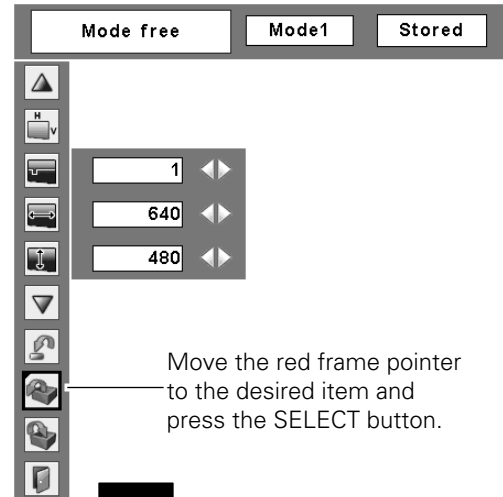 Mode free Mode1 Stored
H
V
1
640
480
Move the red frame pointer
to the desired item and
press the SELECT button.